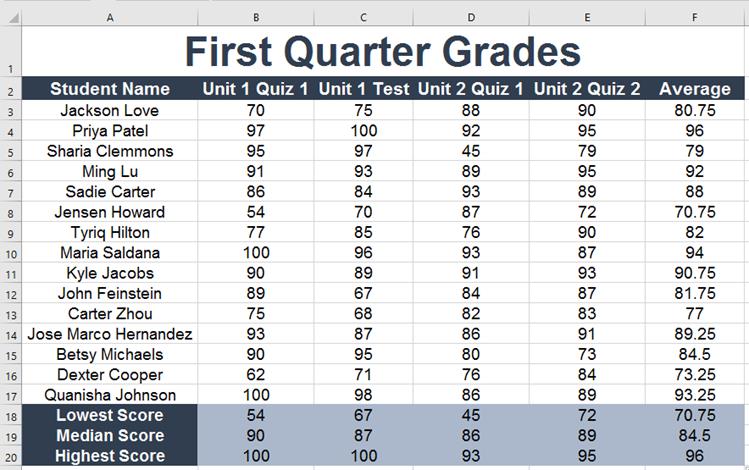 A B C D E F
1 First Quarter Grades
2 Student Name Unit 1 Quiz 1 Unit 1 Test Unit 2 Quiz 1 Unit 2 Quiz 2 Average
3 Jackson Love 70 75 88 90 80.75
4 Priya Patel 97 100 92 95 96
5 Sharia Clemmons 95 97 45 79 79
6 Ming Lu 91 93 89 95 92
7 Sadie Carter 86 84 93 89 88
8 Jensen Howard 54 70 87 72 70.75
9 Tyriq Hilton 77 85 76 90 82
10 Maria Saldana 100 96 93 87 94
11 Kyle Jacobs 90 89 91 93 90.75
12 John Feinstein 89 67 84 87 81.75
13 Carter Zhou 75 68 82 83 77
14 Jose Marco Hernandez 93 87 86 91 89.25
15 Betsy Michaels 90 95 80 73 84.5
16 Dexter Cooper 62 71 76 84 73.25
17 Quanisha Johnson 100 98 86 89 93.25
18 Lowest Score 54 67 45 72 70.75
19 Median Score 90 87 86 89 84.5
20 Highest Score 100 100 93 95 96